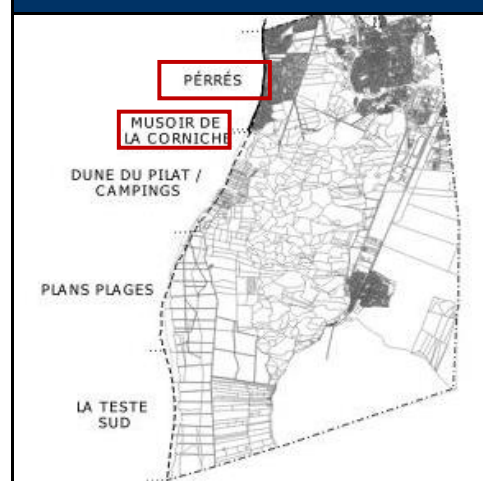 PÉRRÉS
MUSOIR DE
LA CORNICHE
DUNE DU PILAT /
CAMPINGS
PLANS PLAGES
LA TESTE
SUD